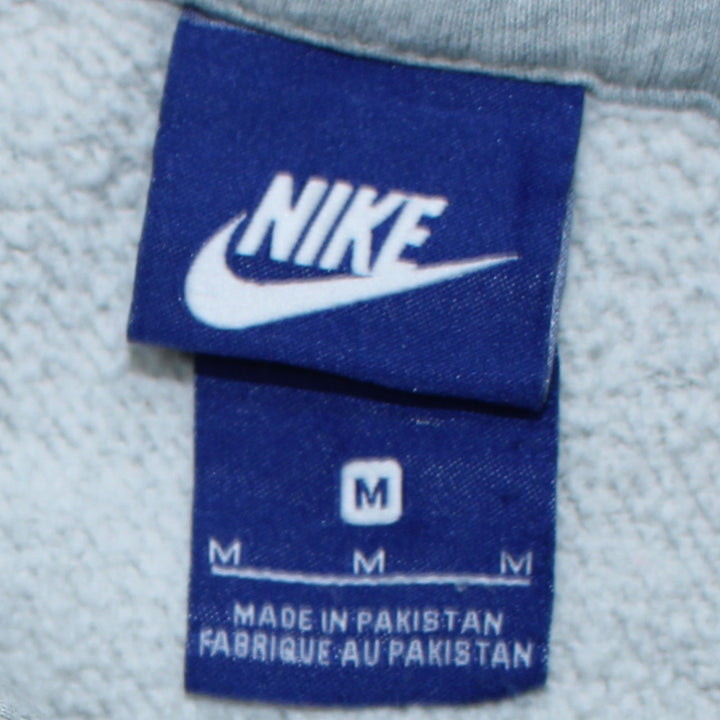 NIKE
M
M M M
MADE IN PAKISTAN
FABRIQUE AU PAKISTAN